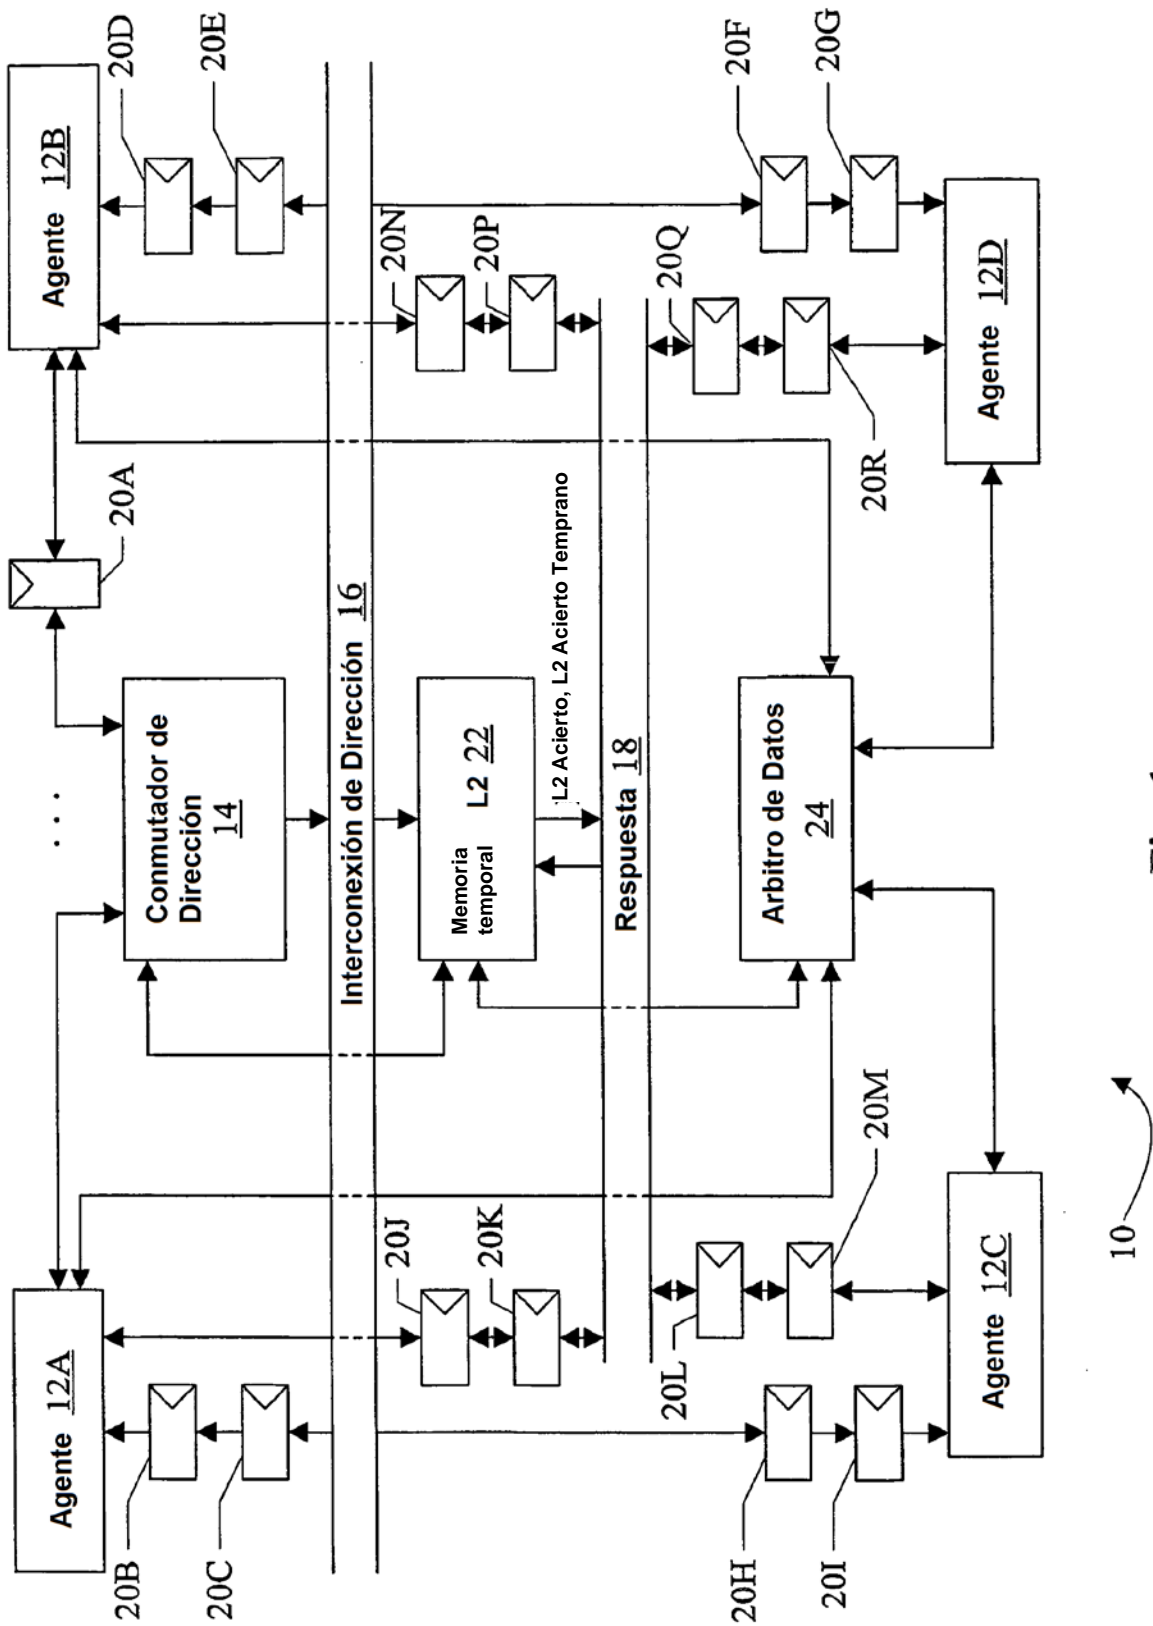 Agente 12A
. . .
Agente 12B
20A
20B
20D
Conmutador de
Dirección
14
20C
20E
Interconexión de Dirección 16
20J
20N
Memoria
temporal
L2 22
20K
20P
L2 Acierto, L2 Acierto Temprano
Respuesta 18
20L
20Q
20H
20F
Arbitro de Datos
24
20I
20M
20R
20G
Agente 12C
Agente 12D
10